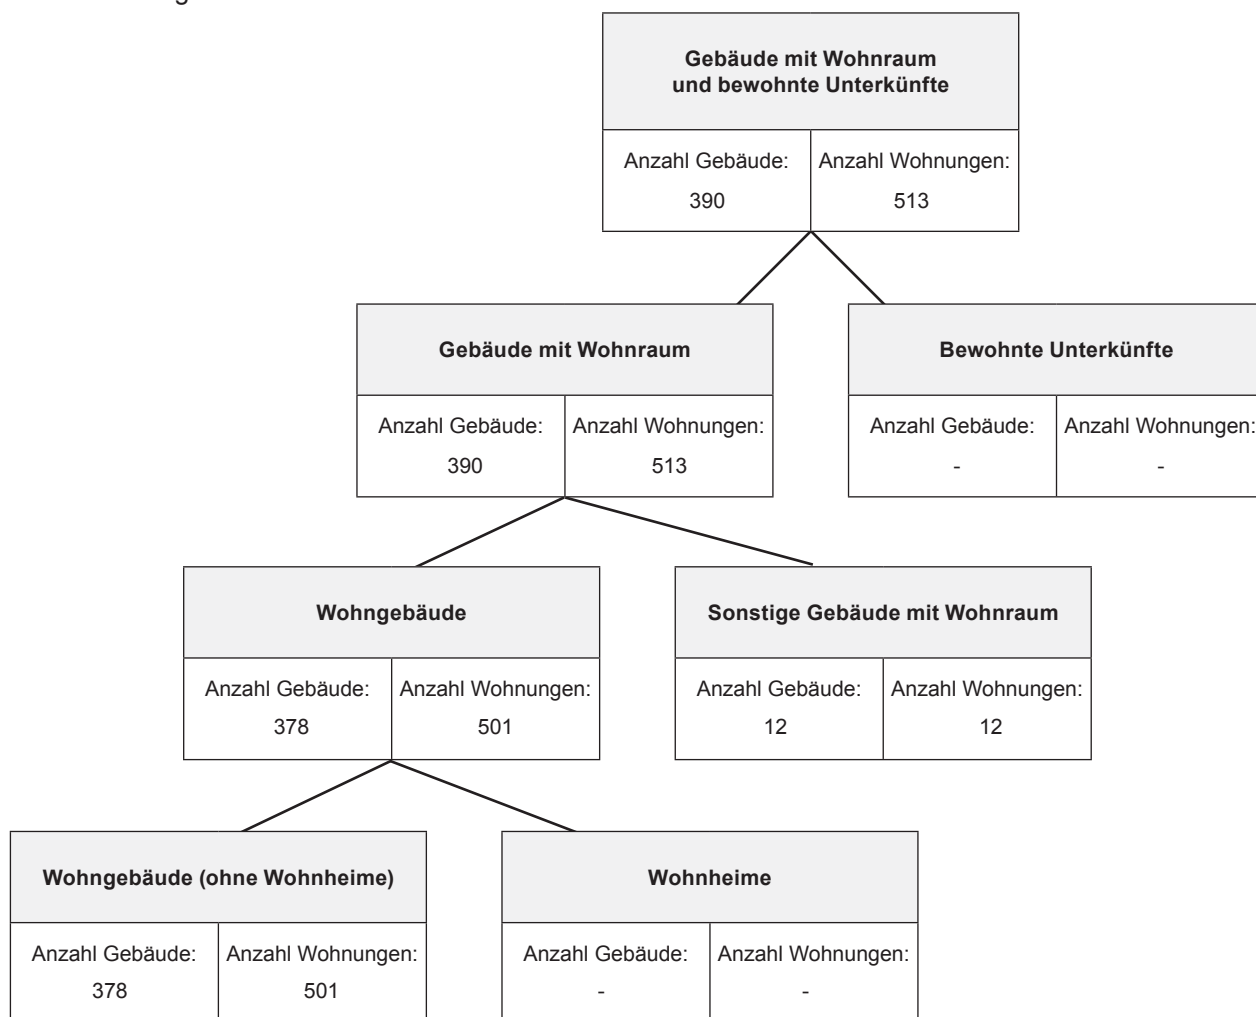 Gebäude mit Wohnraum
und bewohnte Unterkünfte
Anzahl Gebäude: Anzahl Wohnungen:
390 513
Gebäude mit Wohnraum
Anzahl Gebäude: Anzahl Wohnungen:
390 513
Bewohnte Unterkünfte
Anzahl Gebäude: Anzahl Wohnungen:
- -
Wohngebäude
Anzahl Gebäude: Anzahl Wohnungen:
378 501
Sonstige Gebäude mit Wohnraum
Anzahl Gebäude: Anzahl Wohnungen:
12 12
Wohngebäude (ohne Wohnheime)
Anzahl Gebäude: Anzahl Wohnungen:
378 501
Wohnheime
Anzahl Gebäude: Anzahl Wohnungen:
- -